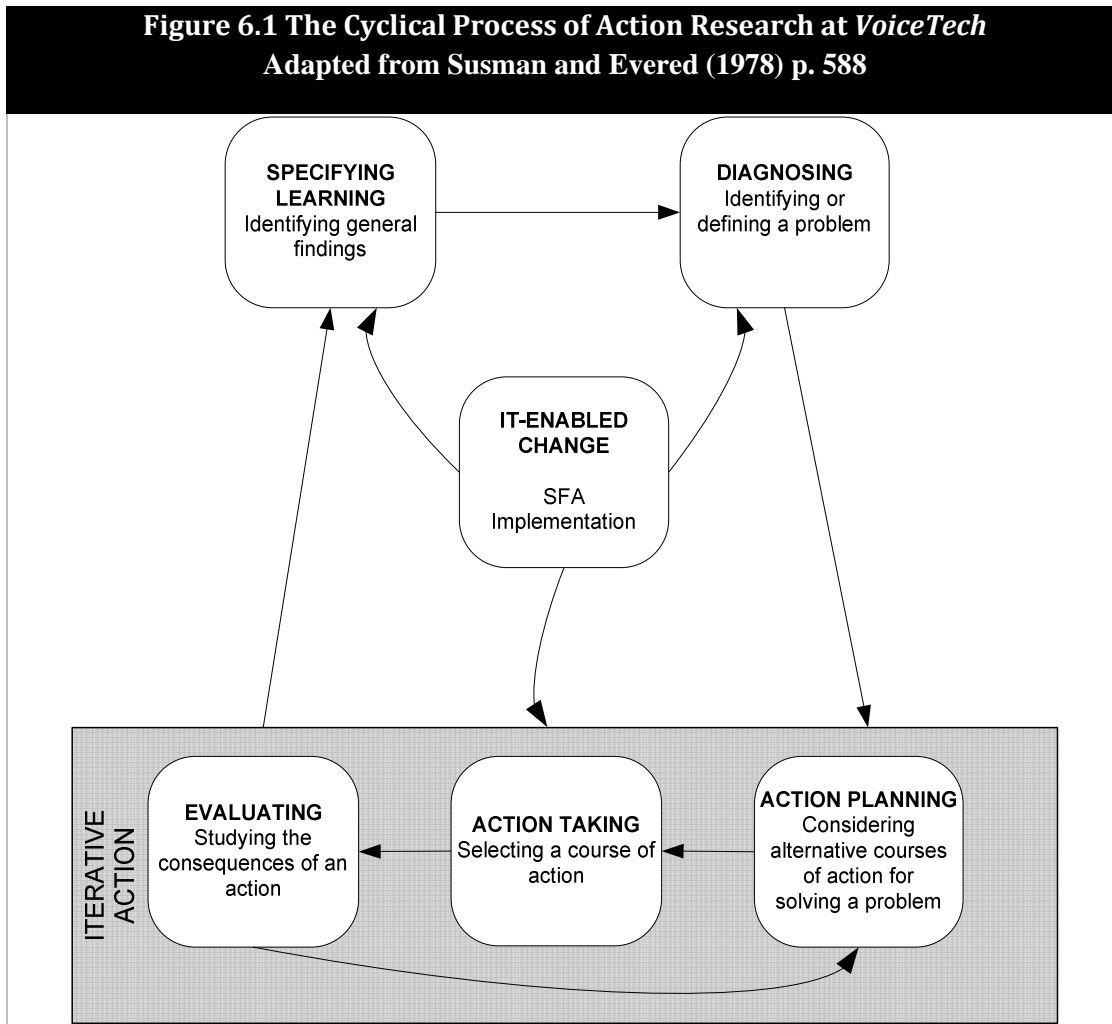 Figure 6.1 The Cyclical Process of Action Research at VoiceTech
Adapted from Susman and Evered (1978) p. 588
SPECIFYING
LEARNING
Identifying general
findings
DIAGNOSING
Identifying or
defining a problem
IT-ENABLED
CHANGE
SFA
Implementation
ITERATIVE
ACTION
EVALUATING
Studying the
consequences of an
action
ACTION TAKING
Selecting a course of
action
ACTION PLANNING
Considering
alternative courses
of action for
solving a problem